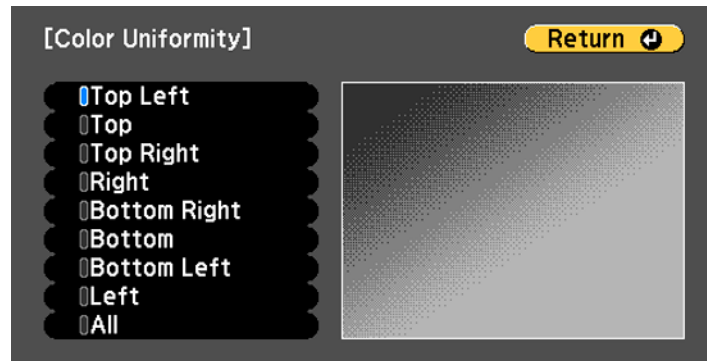 [Color Uniformity]
Return
Top Left
Top
Top Right
Right
Bottom Right
Bottom
Bottom Left
Left
All